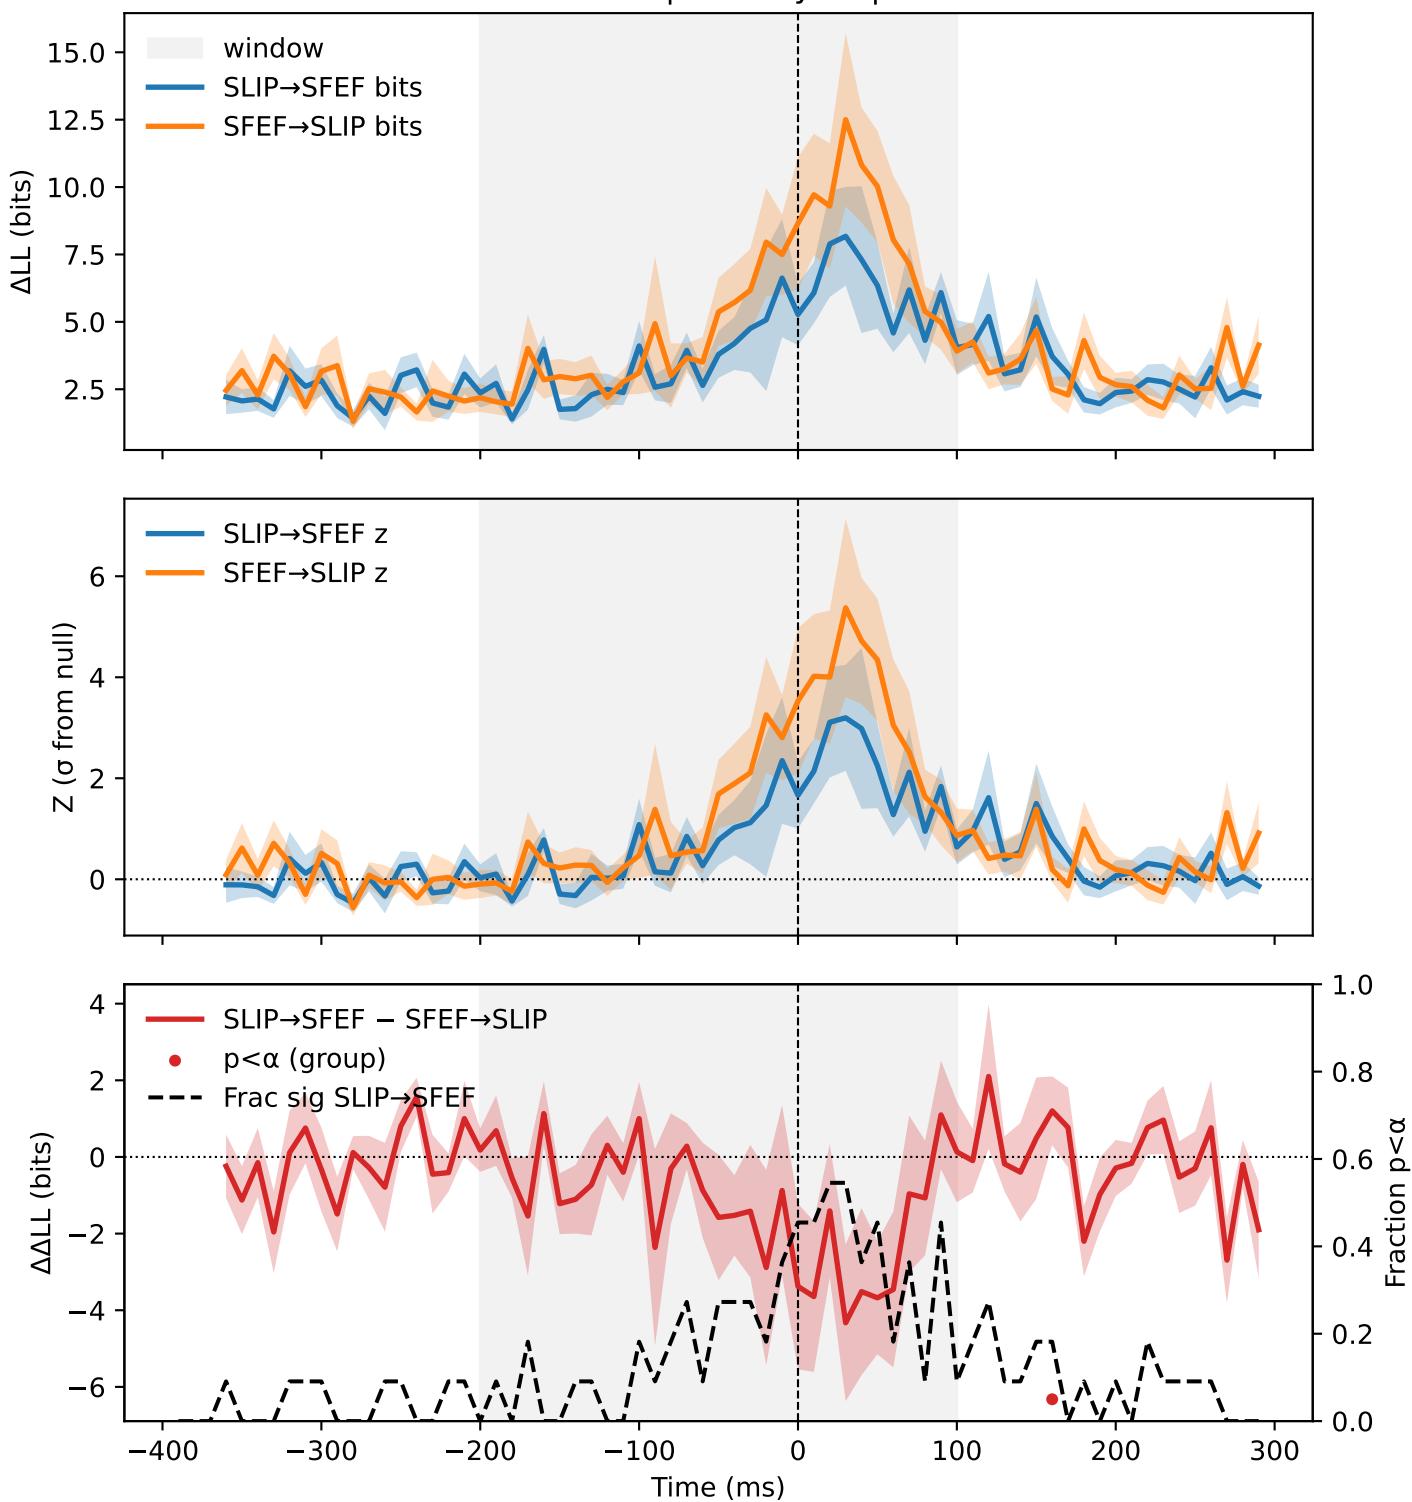 window
SLIP→SFEF bits
SFEF→SLIP bits
15.0
12.5
10.0
7.5
5.0
2.5
ΔLL (bits)
SLIP→SFEF z
SFEF→SLIP z
6
4
2
0
Z (σ from null)
SLIP→SFEF − SFEF→SLIP
p<α (group)
Frac sig SLIP→SFEF
4
2
0
−2
−4
−6
ΔΔLL (bits)
1.0
0.8
0.6
0.4
0.2
0.0
Fraction p<α
−400 −300 −200 −100 0 100 200 300
Time (ms)